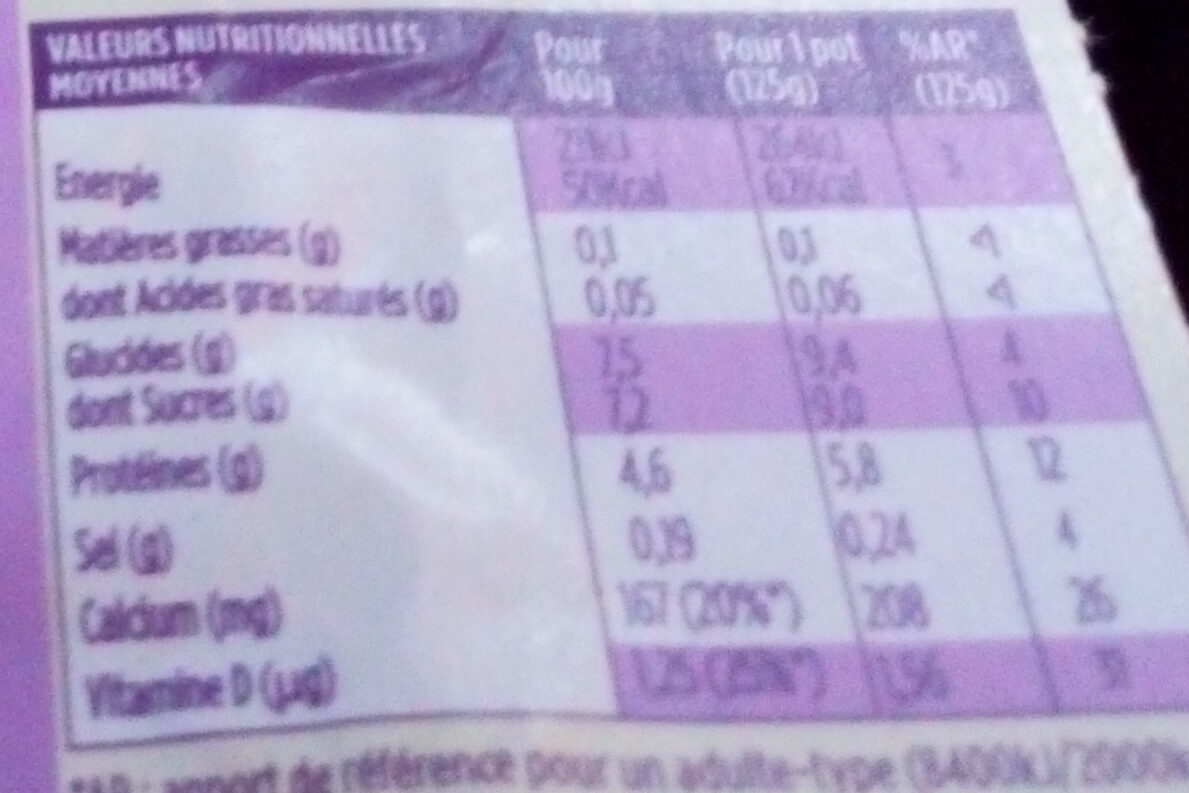 VALEURS NUTRITIONNELLES MOYENNES Pour 100g Pour 1 pot (125g) %AR* (125g)
Energie 211kJ 264kJ 3
50Kcal 63Kcal
Matières grasses (g) 0,1 0,1 <1
dont Acides gras saturés (g) 0,05 0,06 <1
Glucides (g) 7,5 9,4 4
dont Sucres (g) 7,2 9,0 10
Protéines (g) 4,6 5,8 12
Sel (g) 0,19 0,24 4
Calcium (mg) 167 (20%*) 208 26
Vitamine D (µg) 1,25 (25%*) 1,56 31
*AR : apport de référence pour un adulte-type (8400kJ/2000k